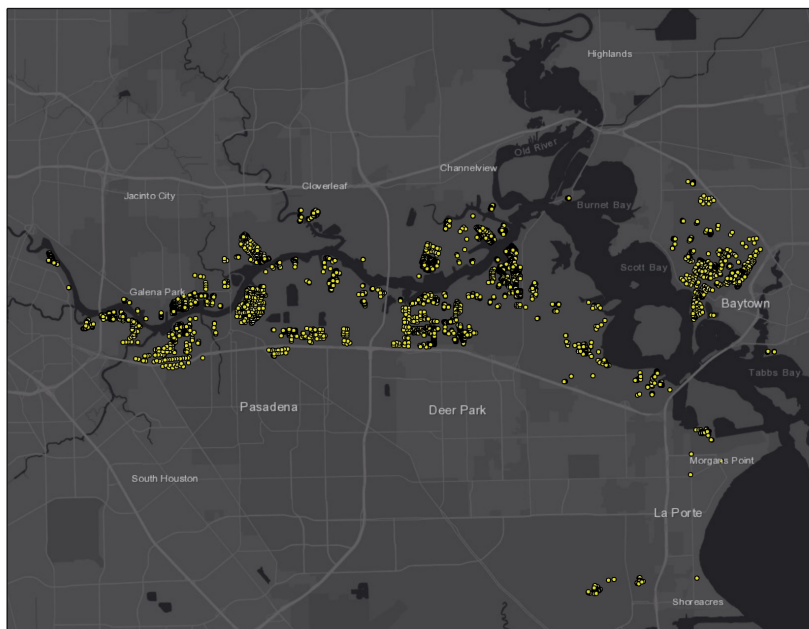 Highlands
Old River
Channelview
Cloverleaf
Jacinto City
Burnet Bay
Scott Bay
Galena Park
Baytown
Tabbs Bay
Pasadena
Deer Park
Morgans Point
South Houston
La Porte
Shoreacres